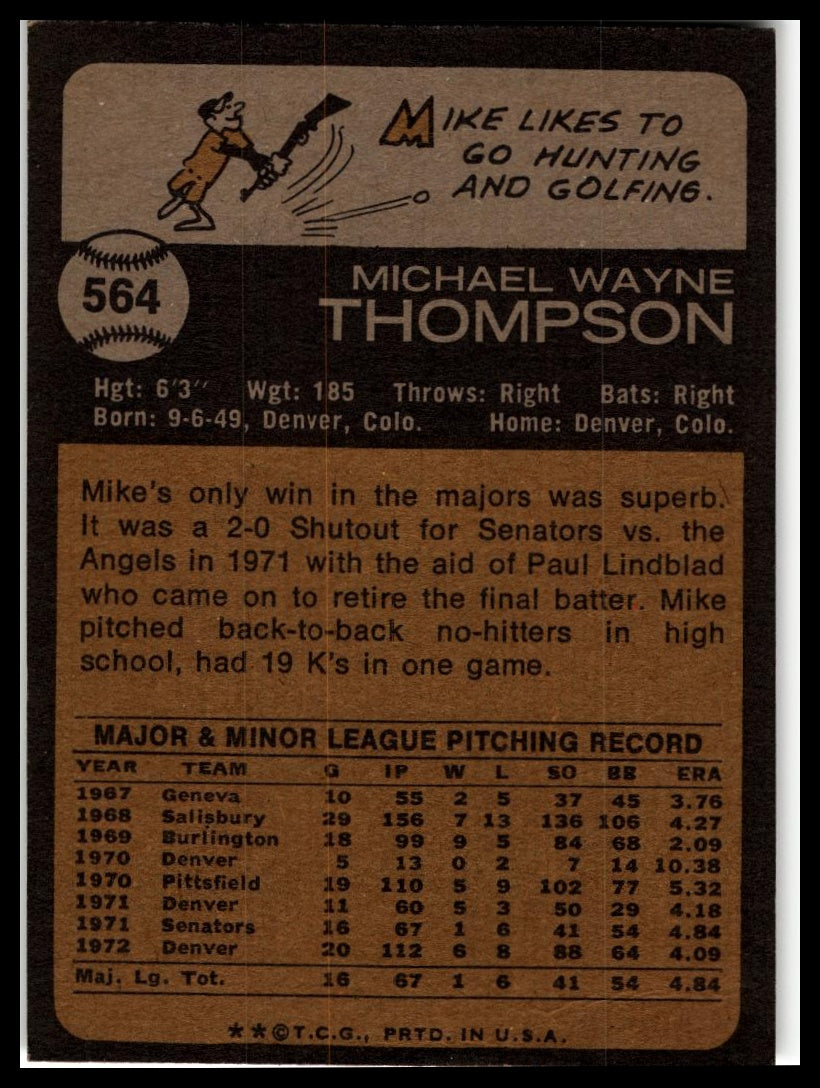 MIKE LIKES TO
GO HUNTING
AND GOLFING.
564
MICHAEL WAYNE
THOMPSON
Hgt: 6'3" Wgt: 185 Throws: Right Bats: Right
Born: 9-6-49, Denver, Colo. Home: Denver, Colo.
Mike's only win in the majors was superb.
It was a 2-0 Shutout for Senators vs. the
Angels in 1971 with the aid of Paul Lindblad
who came on to retire the final batter. Mike
pitched back-to-back no-hitters in high
school, had 19 K's in one game.
MAJOR & MINOR LEAGUE PITCHING RECORD
YEAR TEAM G IP W L SO BB ERA
1967 Geneva 10 55 2 5 37 45 3.76
1968 Salisbury 29 156 7 13 136 106 4.27
1969 Burlington 18 99 9 5 84 68 2.09
1970 Denver 5 13 0 2 7 14 10.38
1970 Pittsfield 19 110 5 9 102 77 5.32
1971 Denver 11 60 5 3 50 29 4.18
1971 Senators 16 67 1 6 41 54 4.84
1972 Denver 20 112 6 8 88 64 4.09
Maj. Lg. Tot. 16 67 1 6 41 54 4.84
**©T.C.G., PRTD. IN U.S.A.